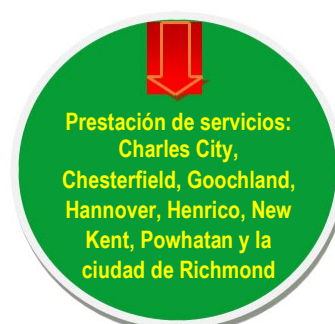 Prestación de servicios:
Charles City,
Chesterfield, Goochland,
Hannover, Henrico, New
Kent, Powhatan y la
ciudad de Richmond